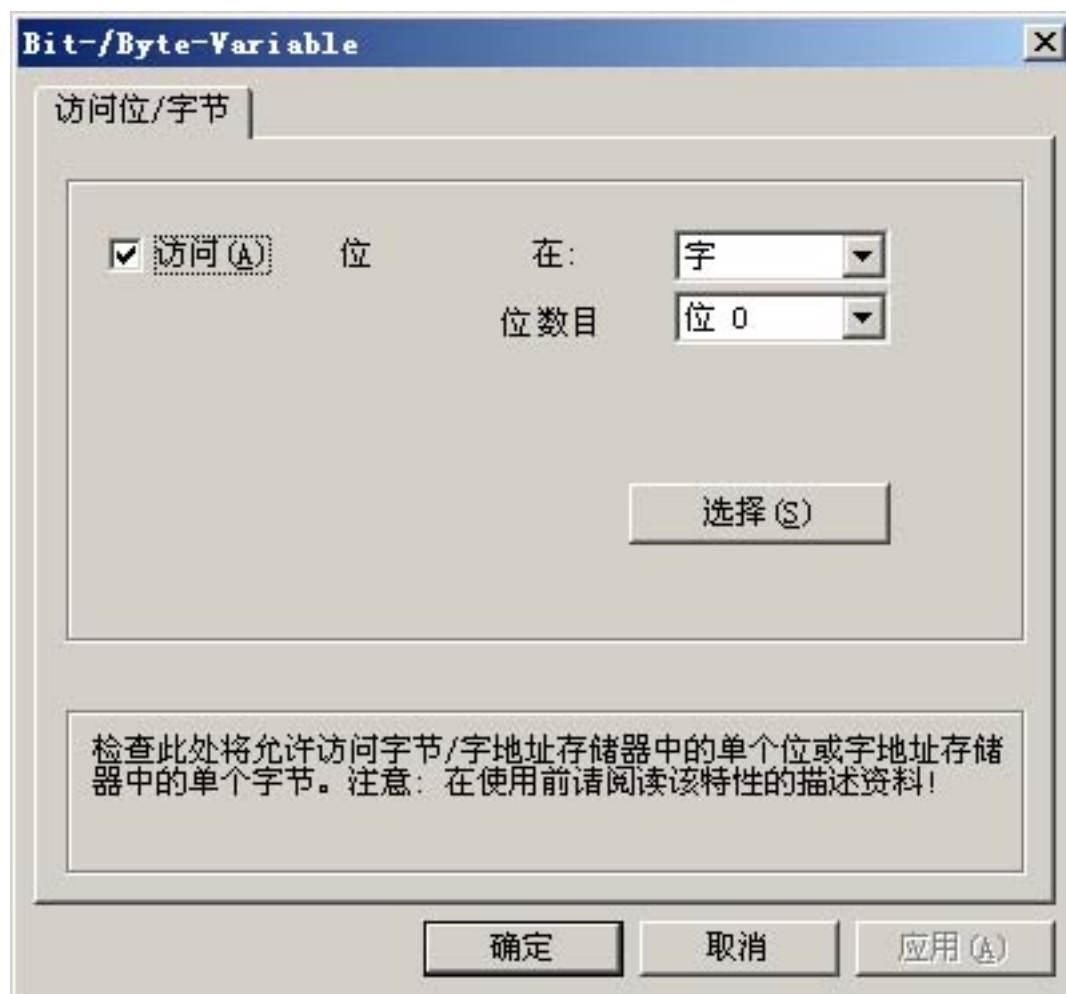 Bit-/Byte-Variable
访问位/字节
访问(A) 位 在: 字
位数目 位 0
选择(S)
检查此处将允许访问字节/字地址存储器中的单个位或字地址存储
器中的单个字节。注意: 在使用前请阅读该特性的描述资料!
确定 取消 应用(A)